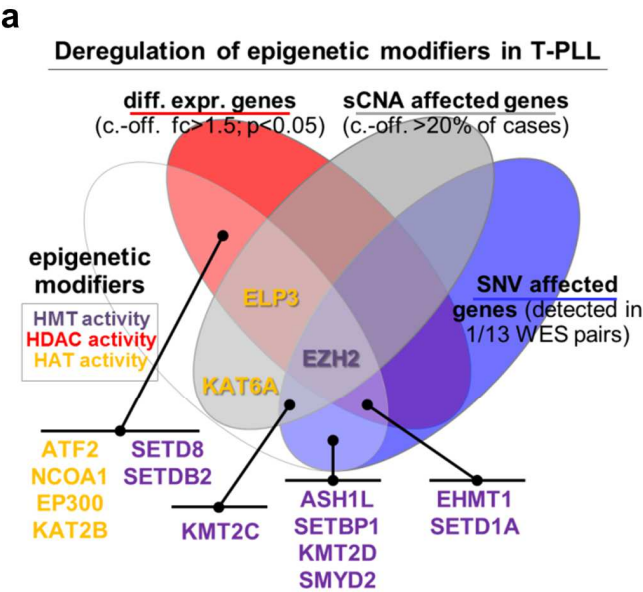 a
Deregulation of epigenetic modifiers in T-PLL
diff. expr. genes
(c.-off. fc>1.5; p<0.05)
sCNA affected genes
(c.-off. >20% of cases)
epigenetic
modifiers
HMT activity
HDAC activity
HAT activity
SNV affected
genes (detected in
1/13 WES pairs)
ELP3
EZH2
KAT6A
ATF2
NCOA1
EP300
KAT2B
SETD8
SETDB2
KMT2C
ASH1L
SETBP1
KMT2D
SMYD2
EHMT1
SETD1A